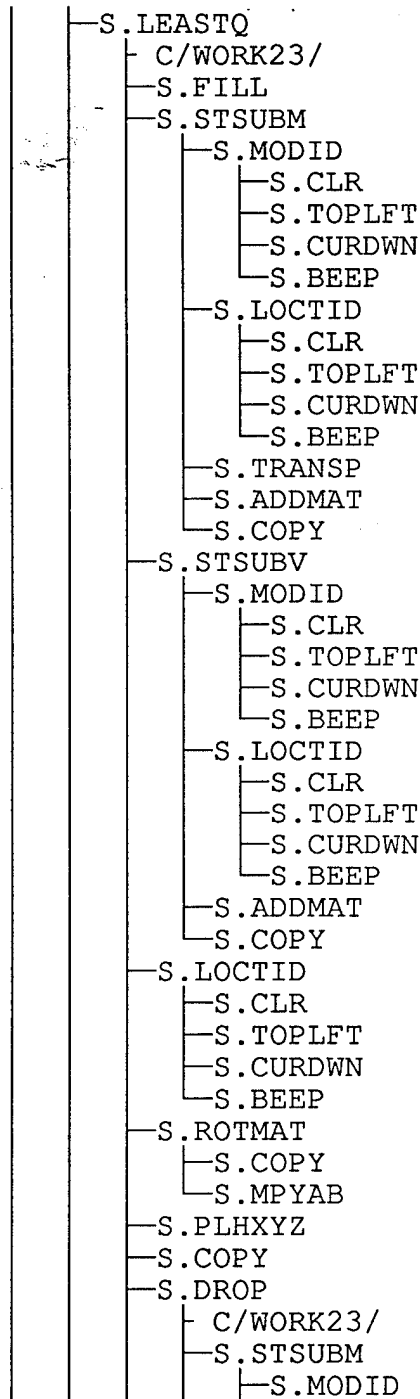 S.LEASTQ
C/WORK23/
S.FILL
S.STSUBM
S.MODID
S.CLR
S.TOPLFT
S.CURDWN
S.BEEP
S.LOCTID
S.CLR
S.TOPLFT
S.CURDWN
S.BEEP
S.TRANSP
S.ADDMAT
S.COPY
S.STSUBV
S.MODID
S.CLR
S.TOPLFT
S.CURDWN
S.BEEP
S.LOCTID
S.CLR
S.TOPLFT
S.CURDWN
S.BEEP
S.ADDMAT
S.COPY
S.LOCTID
S.CLR
S.TOPLFT
S.CURDWN
S.BEEP
S.ROTMAT
S.COPY
S.MPYAB
S.PLHXYZ
S.COPY
S.DROP
C/WORK23/
S.STSUBM
S.MODID